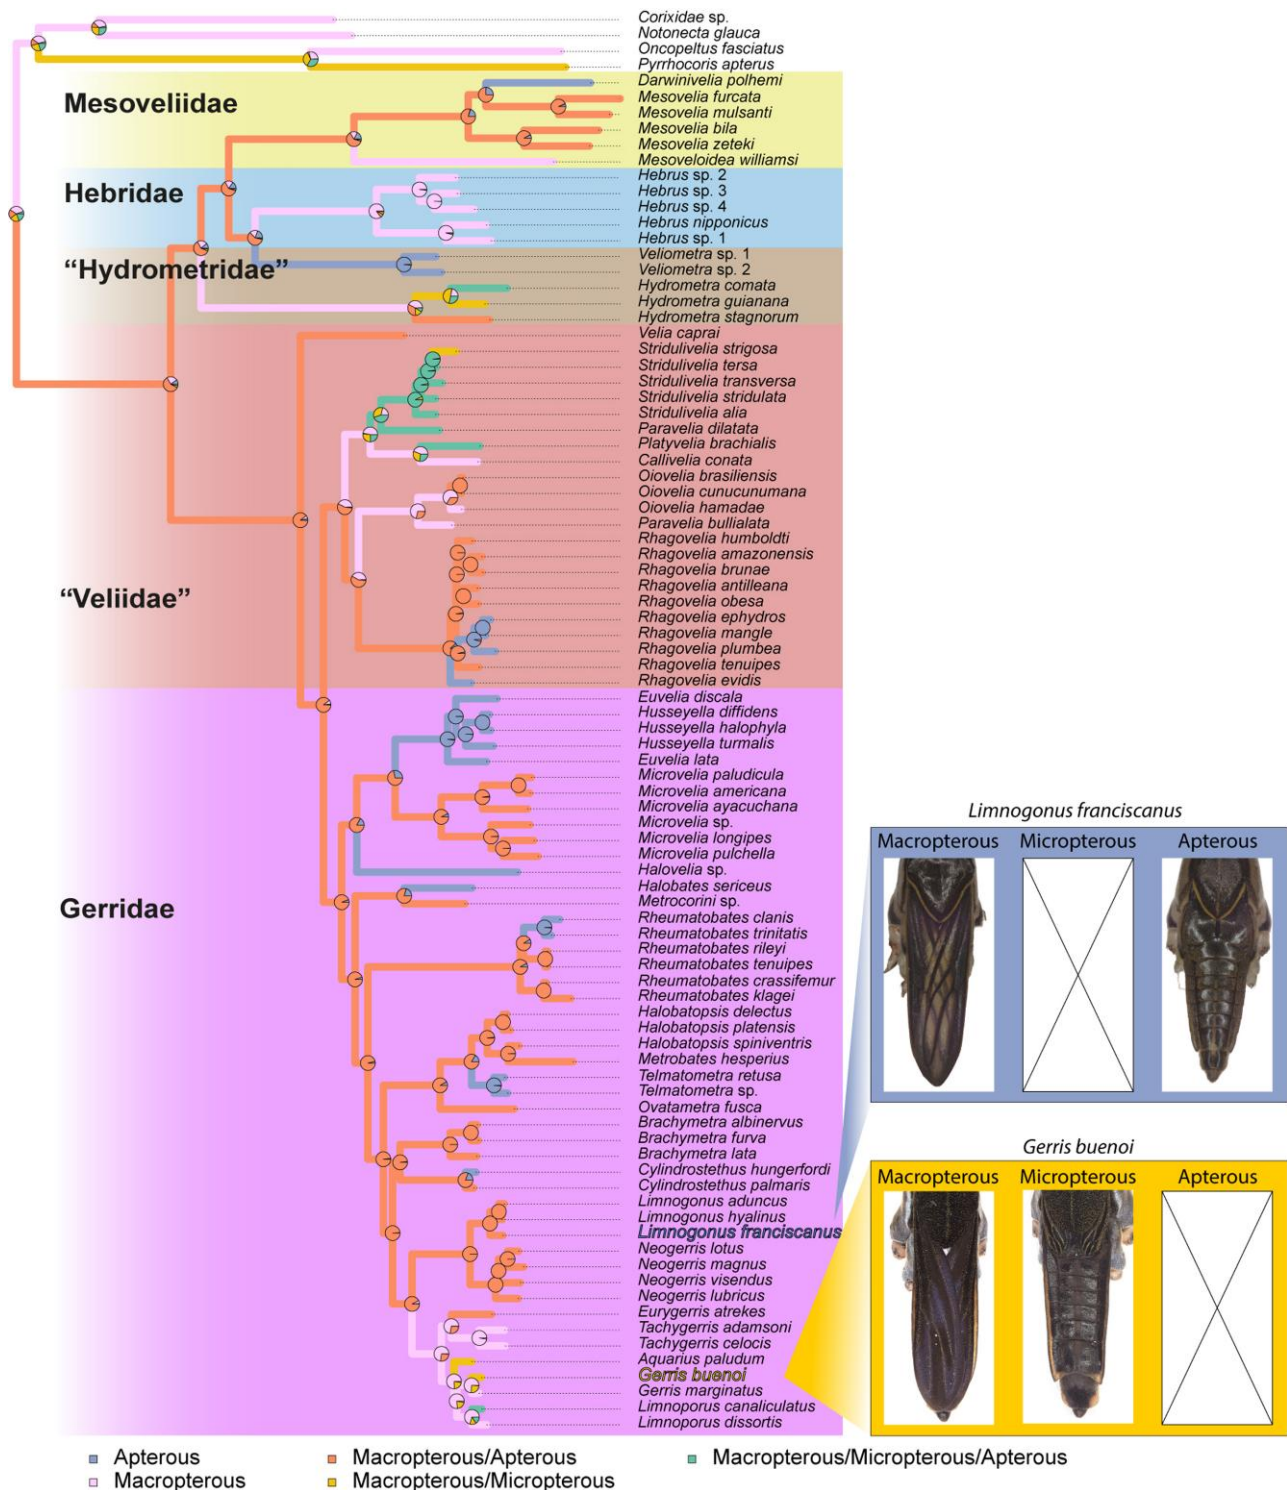 Corixidae sp.
Notonecta glauca
Oncopeltus fasciatus
Pyrrhocoris apterus
Mesoveliidae
Darwinivelia polhemi
Mesovelia furcata
Mesovelia mulsanti
Mesovelia bila
Mesovelia zeteki
Mesoveloidea williamsi
Hebridae
Hebrus sp. 2
Hebrus sp. 3
Hebrus sp. 4
Hebrus nipponicus
Hebrus sp. 1
“Hydrometridae”
Veliometra sp. 1
Veliometra sp. 2
Hydrometra comata
Hydrometra guianana
Hydrometra stagnorum
“Veliidae”
Velia caprai
Stridulivelia strigosa
Stridulivelia tersa
Stridulivelia transversa
Stridulivelia stridulata
Stridulivelia alia
Paravelia dilatata
Platyvelia brachialis
Callivelia conata
Oiovelia brasiliensis
Oiovelia cunucunumana
Oiovelia hamadae
Paravelia bullialata
Rhagovelia humboldti
Rhagovelia amazonensis
Rhagovelia brunae
Rhagovelia antilleana
Rhagovelia obesa
Rhagovelia ephydros
Rhagovelia mangle
Rhagovelia plumbea
Rhagovelia tenuipes
Rhagovelia evidis
Gerridae
Euvelia discala
Husseyella diffidens
Husseyella halophyla
Husseyella turmalis
Euvelia lata
Microvelia paludicula
Microvelia americana
Microvelia ayacuchana
Microvelia sp.
Microvelia longipes
Microvelia pulchella
Halovelia sp.
Halobates sericeus
Metrocorini sp.
Rheumatobates clanis
Rheumatobates trinitatis
Rheumatobates rileyi
Rheumatobates tenuipes
Rheumatobates crassifemur
Rheumatobates klagei
Halobatopsis delectus
Halobatopsis platensis
Halobatopsis spiniventris
Metrobates hesperius
Telmatometra retusa
Telmatometra sp.
Ovatametra fusca
Brachymetra albinervus
Brachymetra furva
Brachymetra lata
Cylindrostethus hungerfordi
Cylindrostethus palmaris
Limnogonus aduncus
Limnogonus hyalinus
Limnogonus franciscanus
Neogerris lotus
Neogerris magnus
Neogerris visendus
Neogerris lubricus
Eurygerris atrekes
Tachygerris adamsoni
Tachygerris celocis
Aquarius paludum
Gerris buenoi
Gerris marginatus
Limnoporus canaliculatus
Limnoporus dissortis
Limnogonus franciscanus
Macropterous Micropterous Apterous
Gerris buenoi
Macropterous Micropterous Apterous
Apterous
Macropterous
Macropterous/Apterous
Macropterous/Micropterous
Macropterous/Micropterous/Apterous